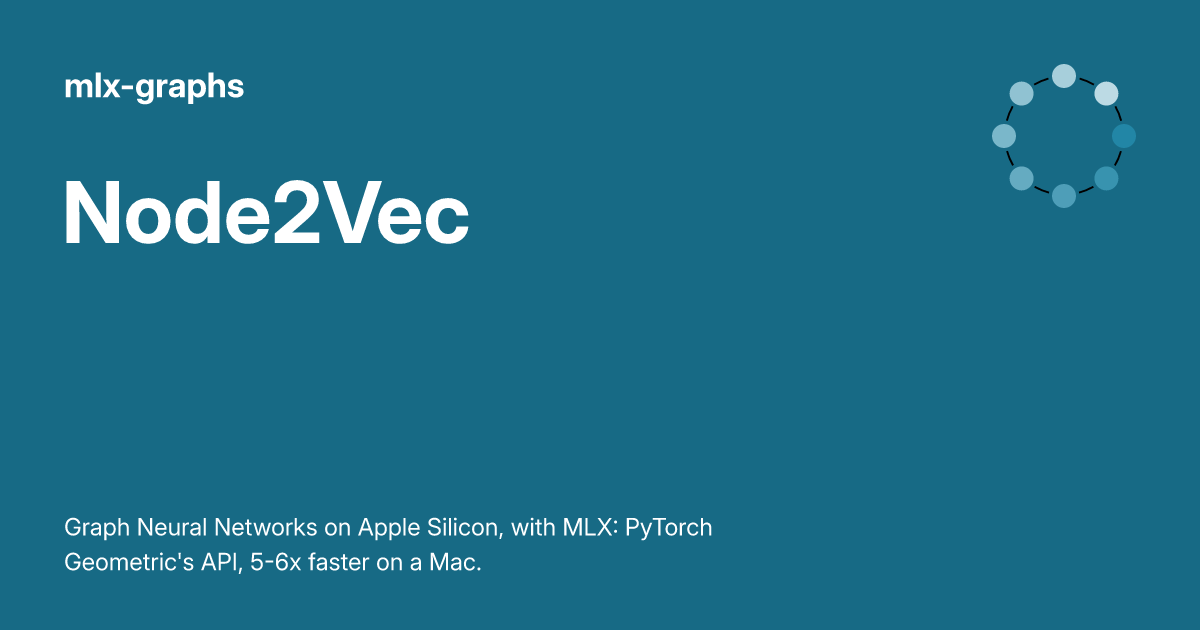 mlx-graphs
Node2Vec
Graph Neural Networks on Apple Silicon, with MLX: PyTorch
Geometric's API, 5-6x faster on a Mac.